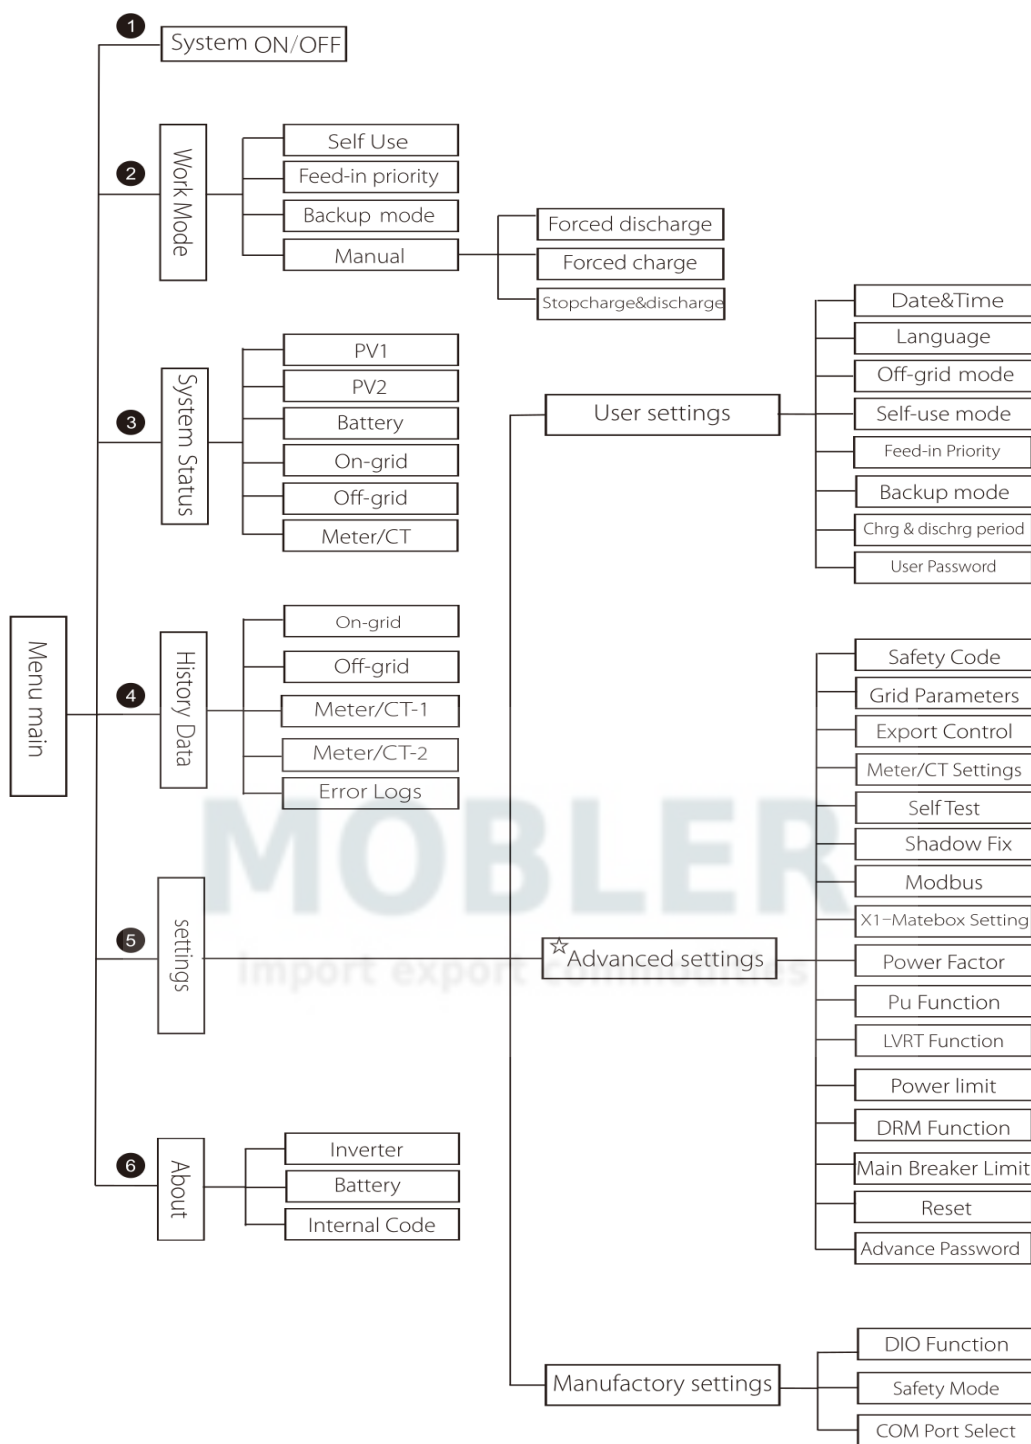 1
System ON/OFF
2
Work Mode
Self Use
Feed-in priority
Backup mode
Manual
Forced discharge
Forced charge
Stopcharge&discharge
3
System Status
PV1
PV2
Battery
On-grid
Off-grid
Meter/CT
Menu main
4
History Data
On-grid
Off-grid
Meter/CT-1
Meter/CT-2
Error Logs
5
settings
User settings
Date&Time
Language
Off-grid mode
Self-use mode
Feed-in Priority
Backup mode
Chrg & dischrg period
User Password
☆Advanced settings
Safety Code
Grid Parameters
Export Control
Meter/CT Settings
Self Test
Shadow Fix
Modbus
X1-Matebox Setting
Power Factor
Pu Function
LVRT Function
Power limit
DRM Function
Main Breaker Limit
Reset
Advance Password
Manufactory settings
DIO Function
Safety Mode
COM Port Select
6
About
Inverter
Battery
Internal Code
MOBLER
import export commodities